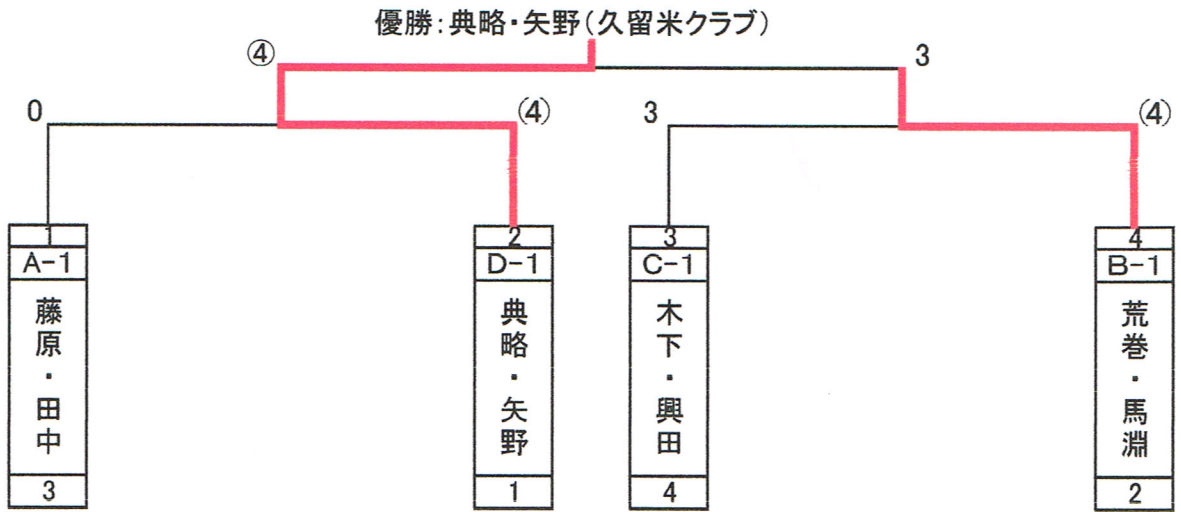 優勝:典略・矢野(久留米クラブ)
④ 3
0 (4) 3 (4)
1 2 3 4
A-1 D-1 C-1 B-1
藤原・田中
典略・矢野
木下・興田
荒巻・馬淵
3 1 4 2